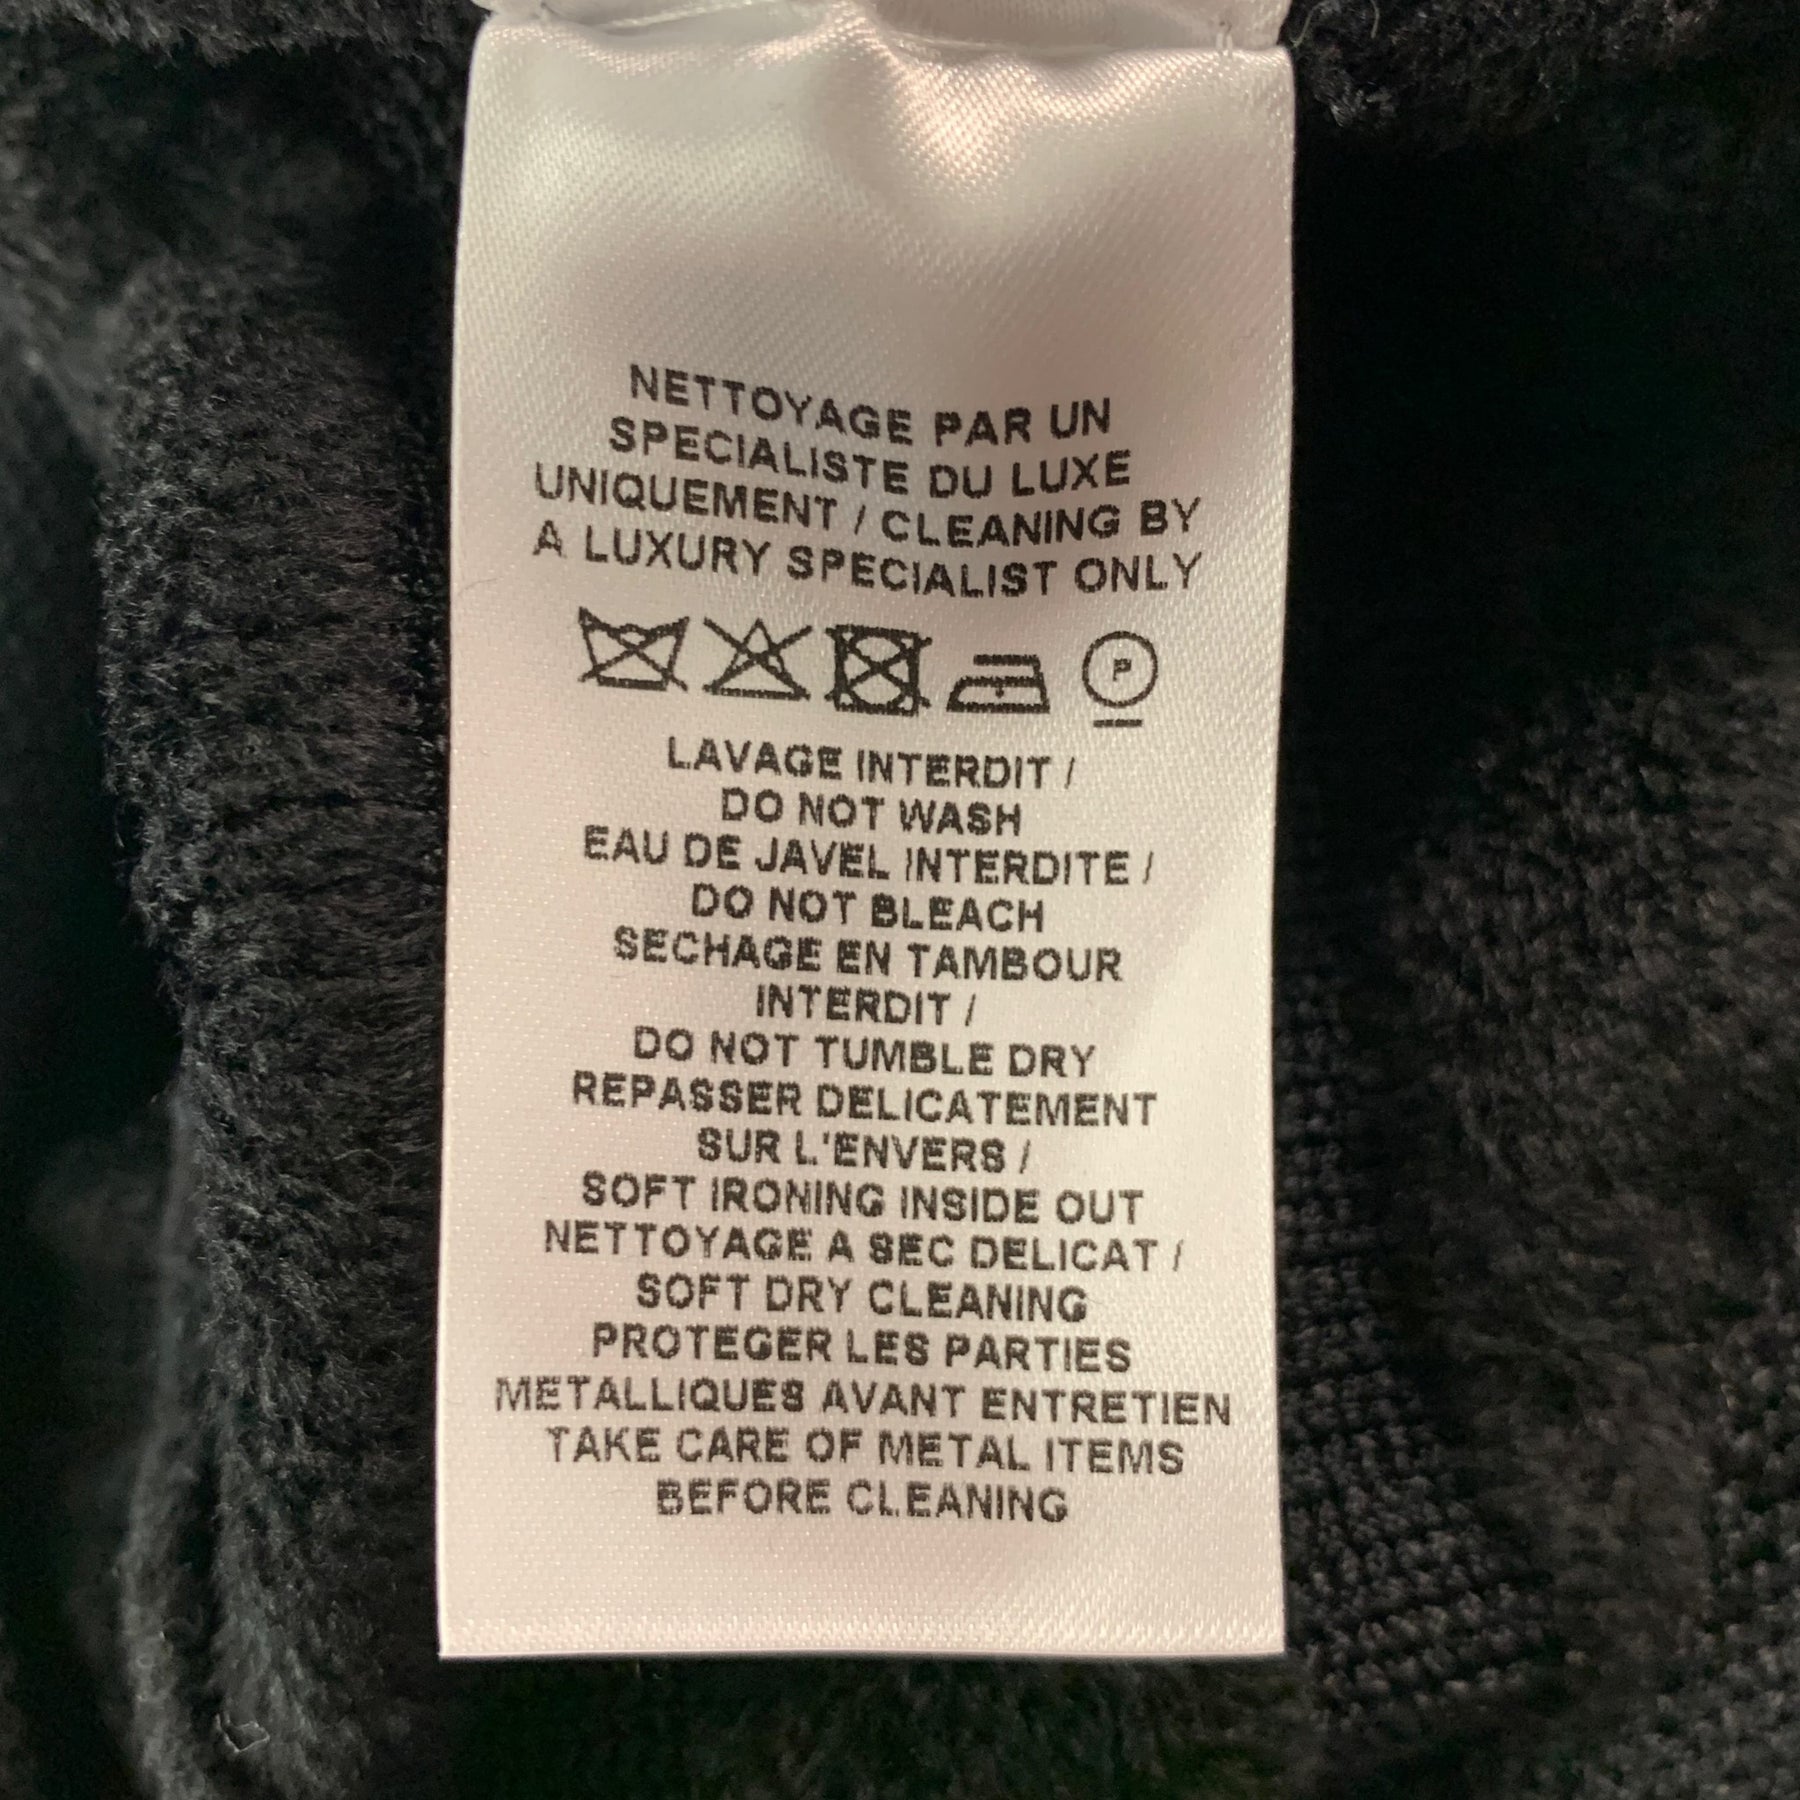 NETTOYAGE PAR UN
SPECIALISTE DU LUXE
UNIQUEMENT / CLEANING BY
A LUXURY SPECIALIST ONLY
P
LAVAGE INTERDIT /
DO NOT WASH
EAU DE JAVEL INTERDITE /
DO NOT BLEACH
SECHAGE EN TAMBOUR
INTERDIT /
DO NOT TUMBLE DRY
REPASSER DELICATEMENT
SUR L'ENVERS /
SOFT IRONING INSIDE OUT
NETTOYAGE A SEC DELICAT /
SOFT DRY CLEANING
PROTEGER LES PARTIES
METALLIQUES AVANT ENTRETIEN
TAKE CARE OF METAL ITEMS
BEFORE CLEANING